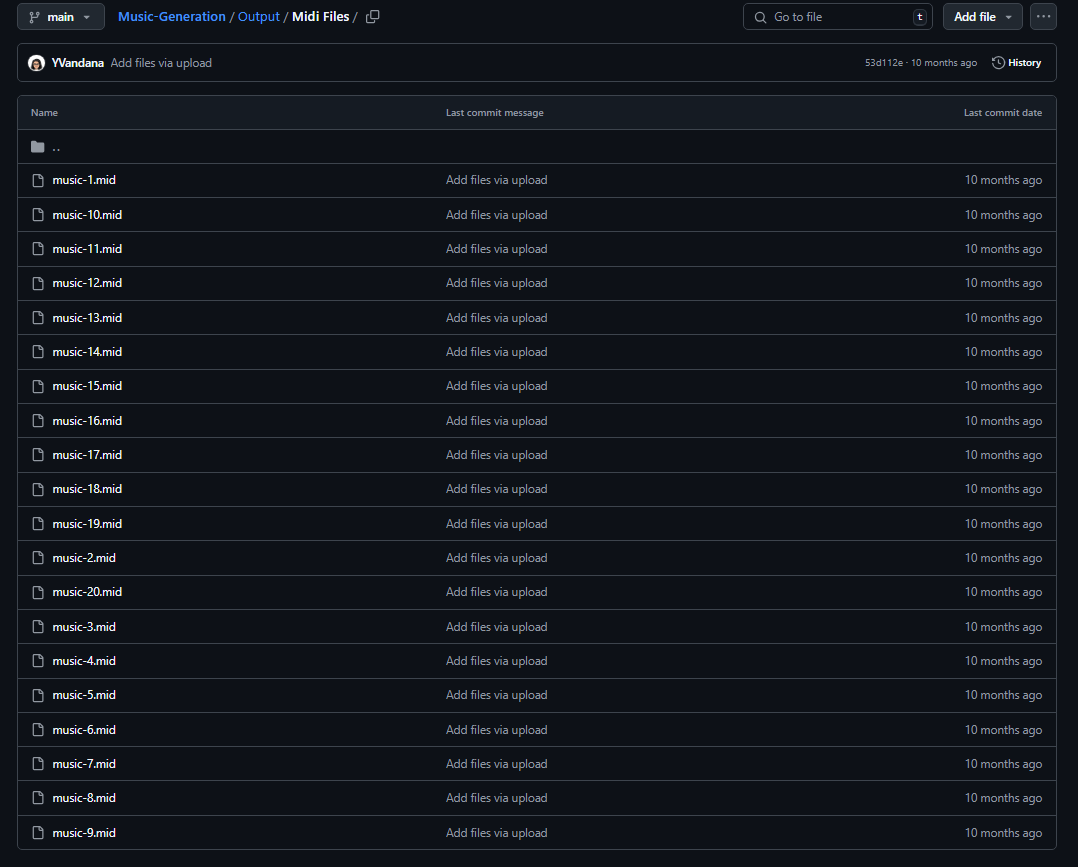 main Music-Generation / Output / Midi Files / Go to file t Add file ...
YVandana Add files via upload 53d112e · 10 months ago History
Name Last commit message Last commit date
..
music-1.mid Add files via upload 10 months ago
music-10.mid Add files via upload 10 months ago
music-11.mid Add files via upload 10 months ago
music-12.mid Add files via upload 10 months ago
music-13.mid Add files via upload 10 months ago
music-14.mid Add files via upload 10 months ago
music-15.mid Add files via upload 10 months ago
music-16.mid Add files via upload 10 months ago
music-17.mid Add files via upload 10 months ago
music-18.mid Add files via upload 10 months ago
music-19.mid Add files via upload 10 months ago
music-2.mid Add files via upload 10 months ago
music-20.mid Add files via upload 10 months ago
music-3.mid Add files via upload 10 months ago
music-4.mid Add files via upload 10 months ago
music-5.mid Add files via upload 10 months ago
music-6.mid Add files via upload 10 months ago
music-7.mid Add files via upload 10 months ago
music-8.mid Add files via upload 10 months ago
music-9.mid Add files via upload 10 months ago